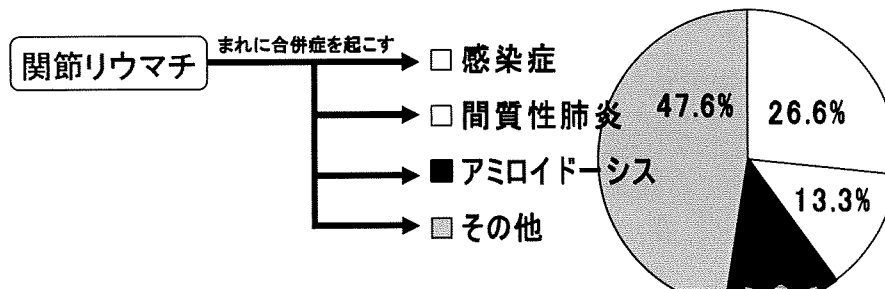 関節リウマチ
まれに合併症を起こす
□ 感染症
□ 間質性肺炎
■ アミロイドーシス
□ その他
47.6%
26.6%
13.3%